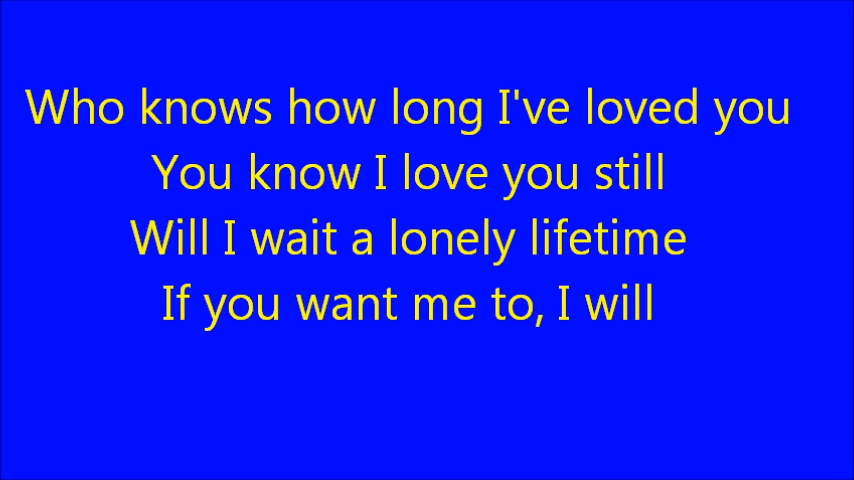 Who knows how long I've loved you
You know I love you still
Will I wait a lonely lifetime
If you want me to, I will